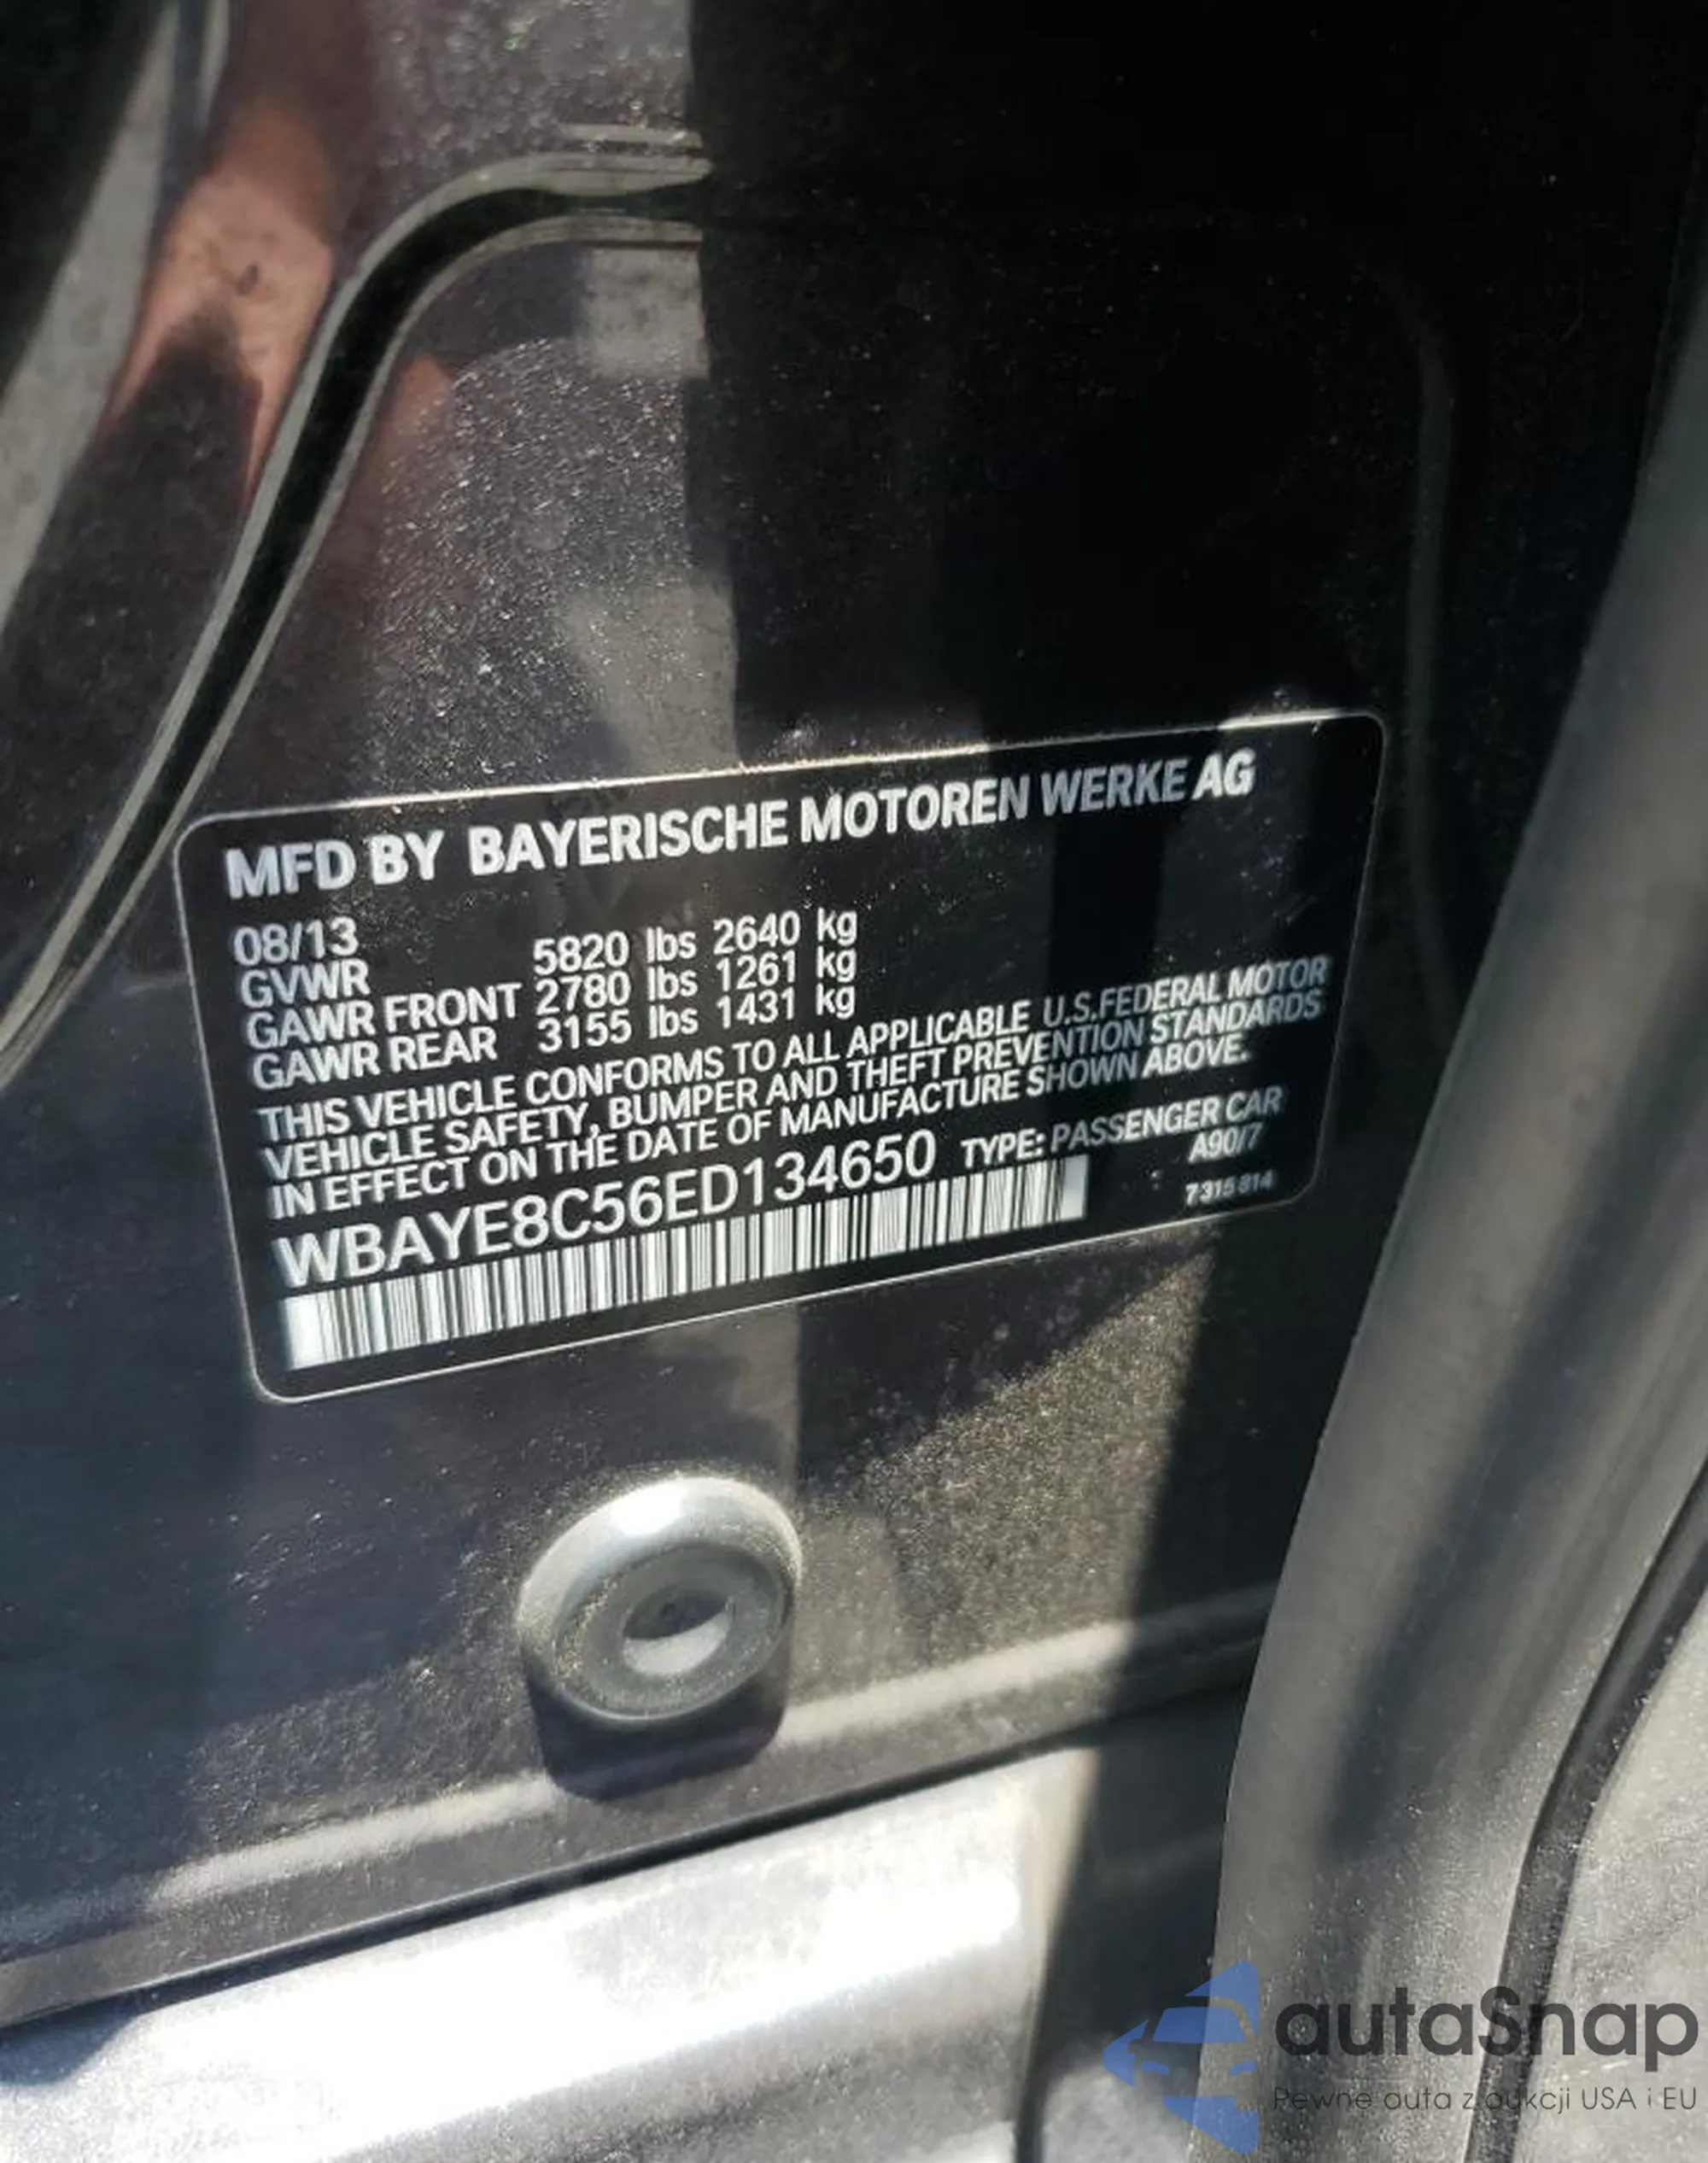 MFD BY BAYERISCHE MOTOREN WERKE AG
08/13
GVWR 5820 lbs 2640 kg
GAWR FRONT 2780 lbs 1261 kg
GAWR REAR 3155 lbs 1431 kg
THIS VEHICLE CONFORMS TO ALL APPLICABLE U.S.FEDERAL MOTOR
VEHICLE SAFETY, BUMPER AND THEFT PREVENTION STANDARDS
IN EFFECT ON THE DATE OF MANUFACTURE SHOWN ABOVE.
WBAYE8C56ED134650 TYPE: PASSENGER CAR
A90/7
7 315 814
autaSnap
Pewne auta z aukcji USA i EU